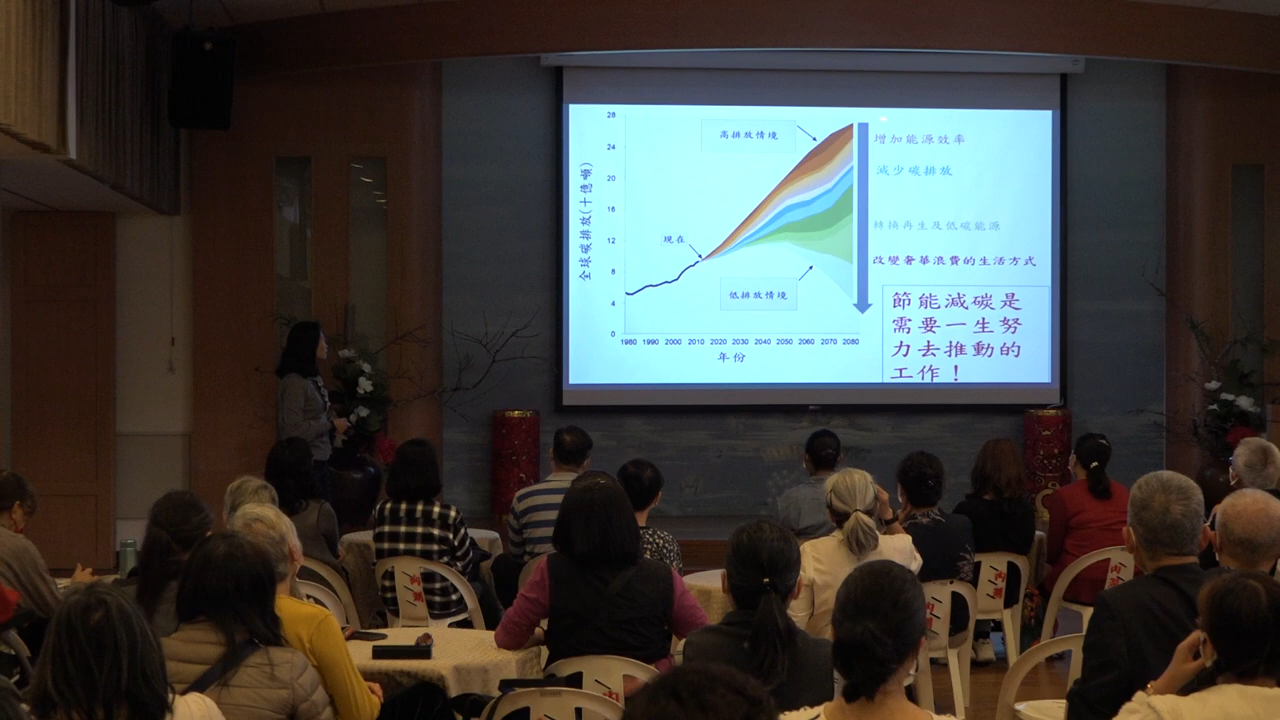 28
24
20
16
12
8
4
0
全球碳排放(十億噸)
高排放情境
現在
低排放情境
1980 1990 2000 2010 2020 2030 2040 2050 2060 2070 2080
年份
增加能源效率
減少碳排放
轉換再生及低碳能源
改變奢華浪費的生活方式
節能減碳是
需要一生努
力去推動的
工作！